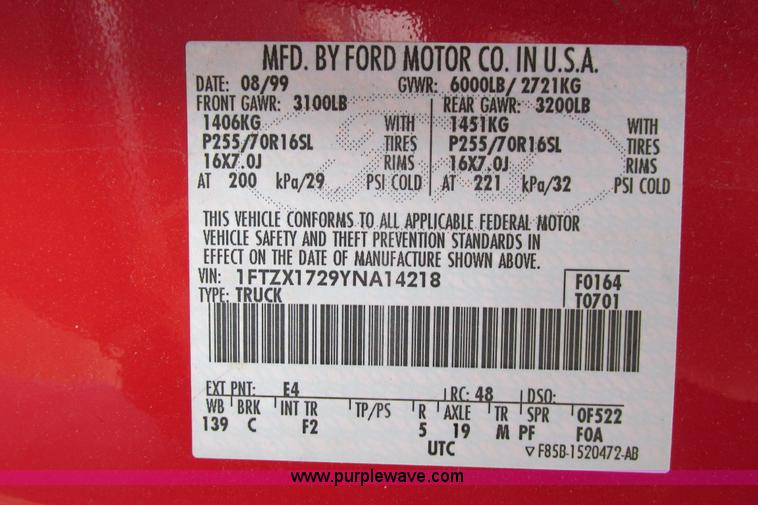 MFD. BY FORD MOTOR CO. IN U.S.A.
DATE: 08/99 GVWR: 6000LB/ 2721KG
FRONT GAWR: 3100LB REAR GAWR: 3200LB
1406KG WITH 1451KG WITH
P255/70R16SL TIRES P255/70R16SL TIRES
16X7.0J RIMS 16X7.0J RIMS
AT 200 kPa/29 PSI COLD AT 221 kPa/32 PSI COLD
THIS VEHICLE CONFORMS TO ALL APPLICABLE FEDERAL MOTOR
VEHICLE SAFETY AND THEFT PREVENTION STANDARDS IN
EFFECT ON THE DATE OF MANUFACTURE SHOWN ABOVE.
VIN: 1FTZX1729YNA14218 F0164
TYPE: TRUCK T0701
EXT PNT: E4 RC: 48 DSO:
WB BRK INT TR TP/PS R AXLE TR SPR 0F522
139 C F2 5 19 M PF F0A
UTC ▽F85B-1520472-AB
www.purplewave.com